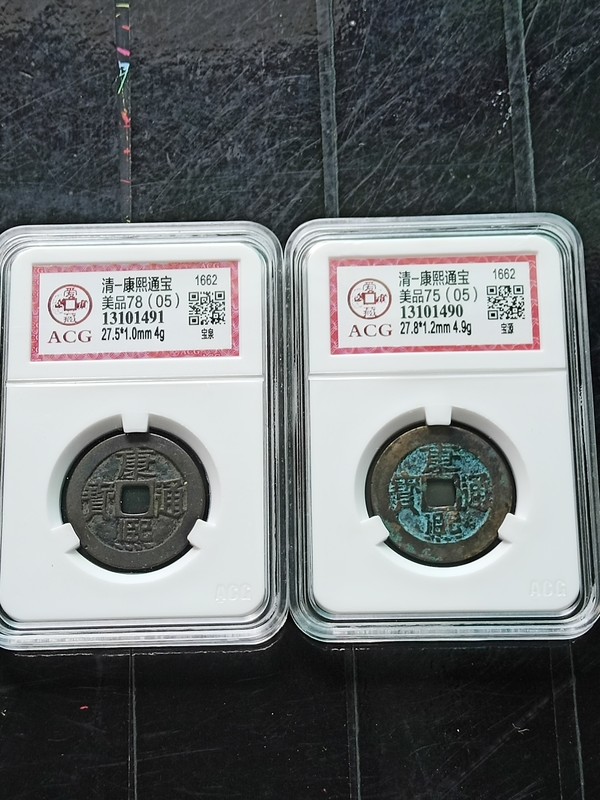 清-康熙通宝
1662
美品78（05）
13101491
ACG
27.5*1.0mm 4g
宝泉
康熙通寶
ACG
清-康熙通宝
1662
美品75（05）
13101490
ACG
27.8*1.2mm 4.9g
宝源
康熙通寶
ACG